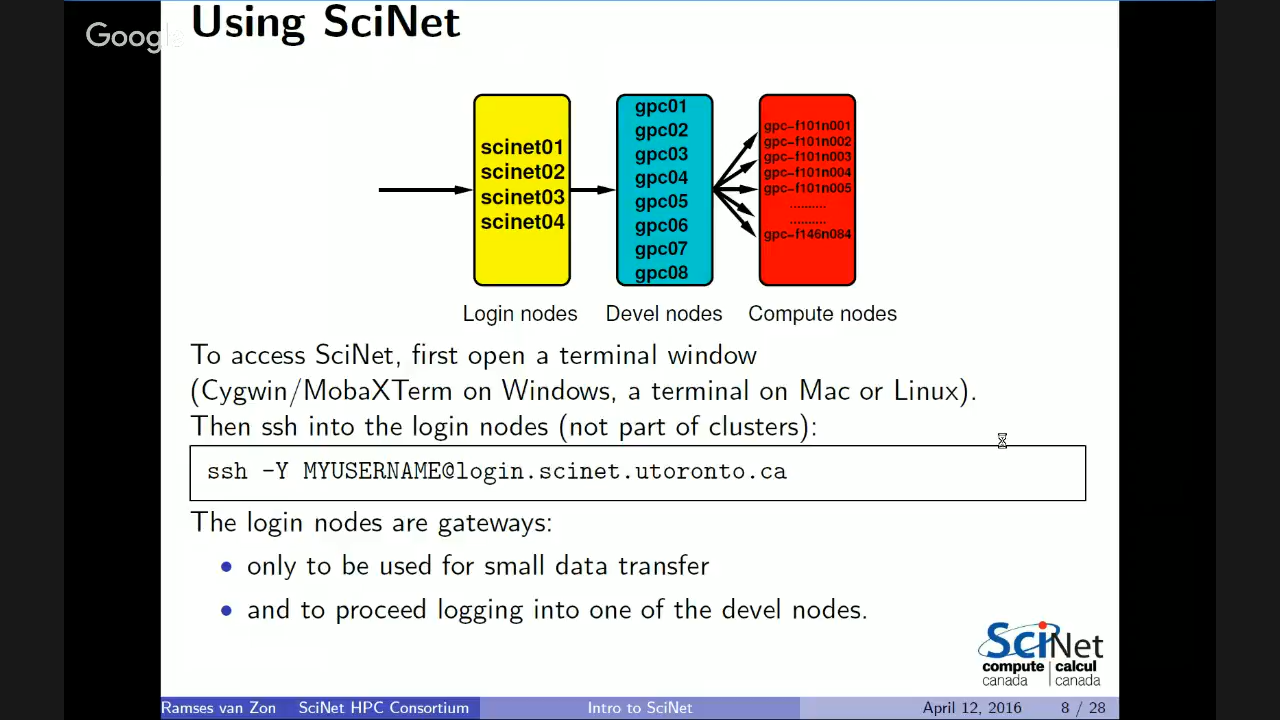 Using SciNet
Google
scinet01
scinet02
scinet03
scinet04
gpc01
gpc02
gpc03
gpc04
gpc05
gpc06
gpc07
gpc08
gpc-f101n001
gpc-f101n002
gpc-f101n003
gpc-f101n004
gpc-f101n005
..........
..........
gpc-f146n084
Login nodes
Devel nodes
Compute nodes
To access SciNet, first open a terminal window
(Cygwin/MobaXTerm on Windows, a terminal on Mac or Linux).
Then ssh into the login nodes (not part of clusters):
ssh -Y MYUSERNAME@login.scinet.utoronto.ca
The login nodes are gateways:
• only to be used for small data transfer
• and to proceed logging into one of the devel nodes.
SciNet
compute | calcul
canada | canada
Ramses van Zon SciNet HPC Consortium Intro to SciNet April 12, 2016 8 / 28